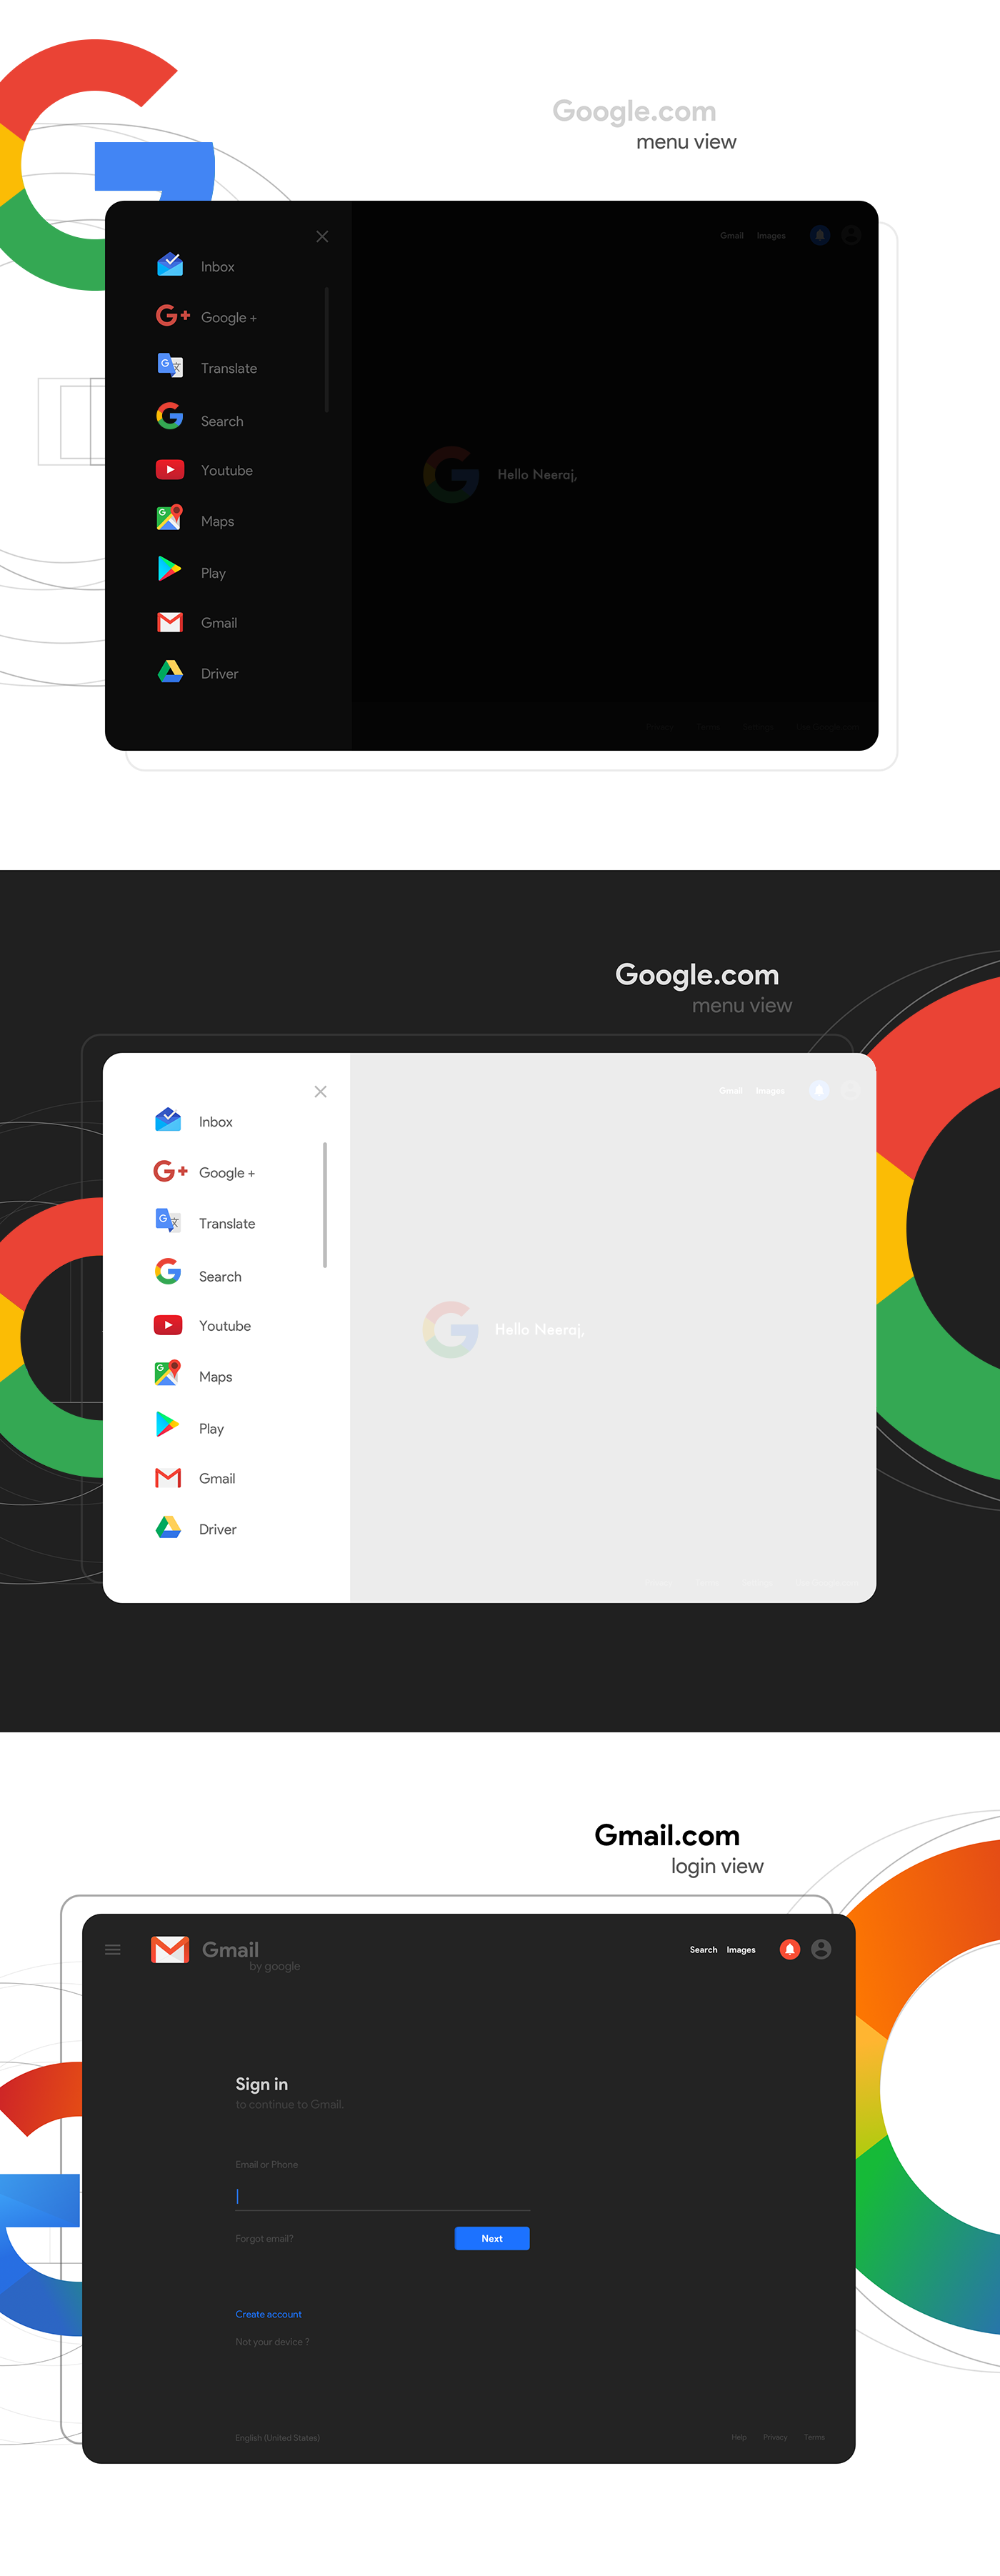 Google.com
menu view
Gmail Images
Inbox
Google +
Translate
Search
Youtube
Maps
Hello Neeraj,
Play
Gmail
Driver
Google.com
menu view
Gmail Images
Inbox
Google +
Translate
Search
Youtube
Hello Neeraj,
Maps
Play
Gmail
Driver
Gmail.com
login view
Gmail
by google
Search Images
Sign in
to continue to Gmail.
Email or Phone
Forgot email?
Next
Create account
Not your device ?
English (United States)
Help Privacy Terms